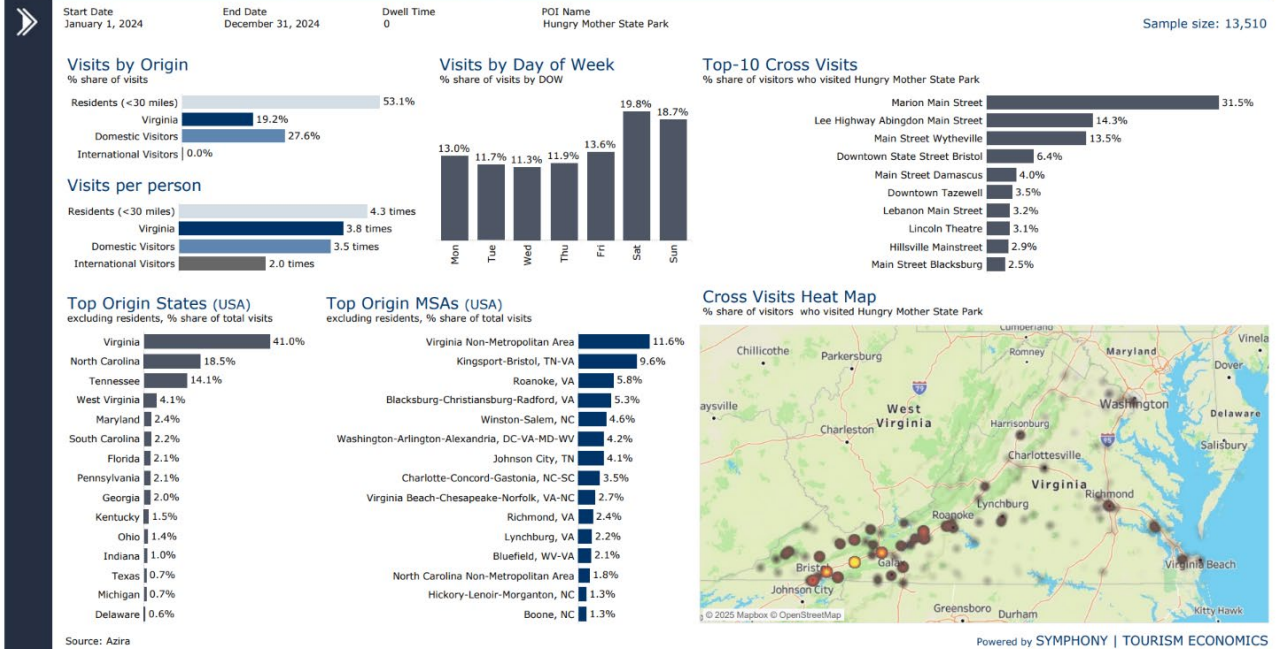 Start Date
January 1, 2024
End Date
December 31, 2024
Dwell Time
0
POI Name
Hungry Mother State Park
Sample size: 13,510
Visits by Origin
% share of visits
Residents (<30 miles) 53.1%
Virginia 19.2%
Domestic Visitors 27.6%
International Visitors 0.0%
Visits per person
Residents (<30 miles) 4.3 times
Virginia 3.8 times
Domestic Visitors 3.5 times
International Visitors 2.0 times
Visits by Day of Week
% share of visits by DOW
13.0% 11.7% 11.3% 11.9% 13.6% 19.8% 18.7%
Mon Tue Wed Thu Fri Sat Sun
Top-10 Cross Visits
% share of visitors who visited Hungry Mother State Park
Marion Main Street 31.5%
Lee Highway Abingdon Main Street 14.3%
Main Street Wytheville 13.5%
Downtown State Street Bristol 6.4%
Main Street Damascus 4.0%
Downtown Tazewell 3.5%
Lebanon Main Street 3.2%
Lincoln Theatre 3.1%
Hillsville Mainstreet 2.9%
Main Street Blacksburg 2.5%
Top Origin States (USA)
excluding residents, % share of total visits
Virginia 41.0%
North Carolina 18.5%
Tennessee 14.1%
West Virginia 4.1%
Maryland 2.4%
South Carolina 2.2%
Florida 2.1%
Pennsylvania 2.1%
Georgia 2.0%
Kentucky 1.5%
Ohio 1.4%
Indiana 1.0%
Texas 0.7%
Michigan 0.7%
Delaware 0.6%
Top Origin MSAs (USA)
excluding residents, % share of total visits
Virginia Non-Metropolitan Area 11.6%
Kingsport-Bristol, TN-VA 9.6%
Roanoke, VA 5.8%
Blacksburg-Christiansburg-Radford, VA 5.3%
Winston-Salem, NC 4.6%
Washington-Arlington-Alexandria, DC-VA-MD-WV 4.2%
Johnson City, TN 4.1%
Charlotte-Concord-Gastonia, NC-SC 3.5%
Virginia Beach-Chesapeake-Norfolk, VA-NC 2.7%
Richmond, VA 2.4%
Lynchburg, VA 2.2%
Bluefield, WV-VA 2.1%
North Carolina Non-Metropolitan Area 1.8%
Hickory-Lenoir-Morganton, NC 1.3%
Boone, NC 1.3%
Cross Visits Heat Map
% share of visitors who visited Hungry Mother State Park
Cumberland
Chillicothe
Parkersburg
Romney
Maryland
Vinela
Dover
aysville
West
Virginia
Washington
Delaware
Charleston
Harrisonburg
Salisbury
Charlottesville
Virginia
Richmond
Lynchburg
Roanoke
Bristol
Gala
Virginia Beach
Johnson City
Greensboro
Durham
Kitty Hawk
© 2025 Mapbox © OpenStreetMap
Source: Azira
Powered by SYMPHONY | TOURISM ECONOMICS